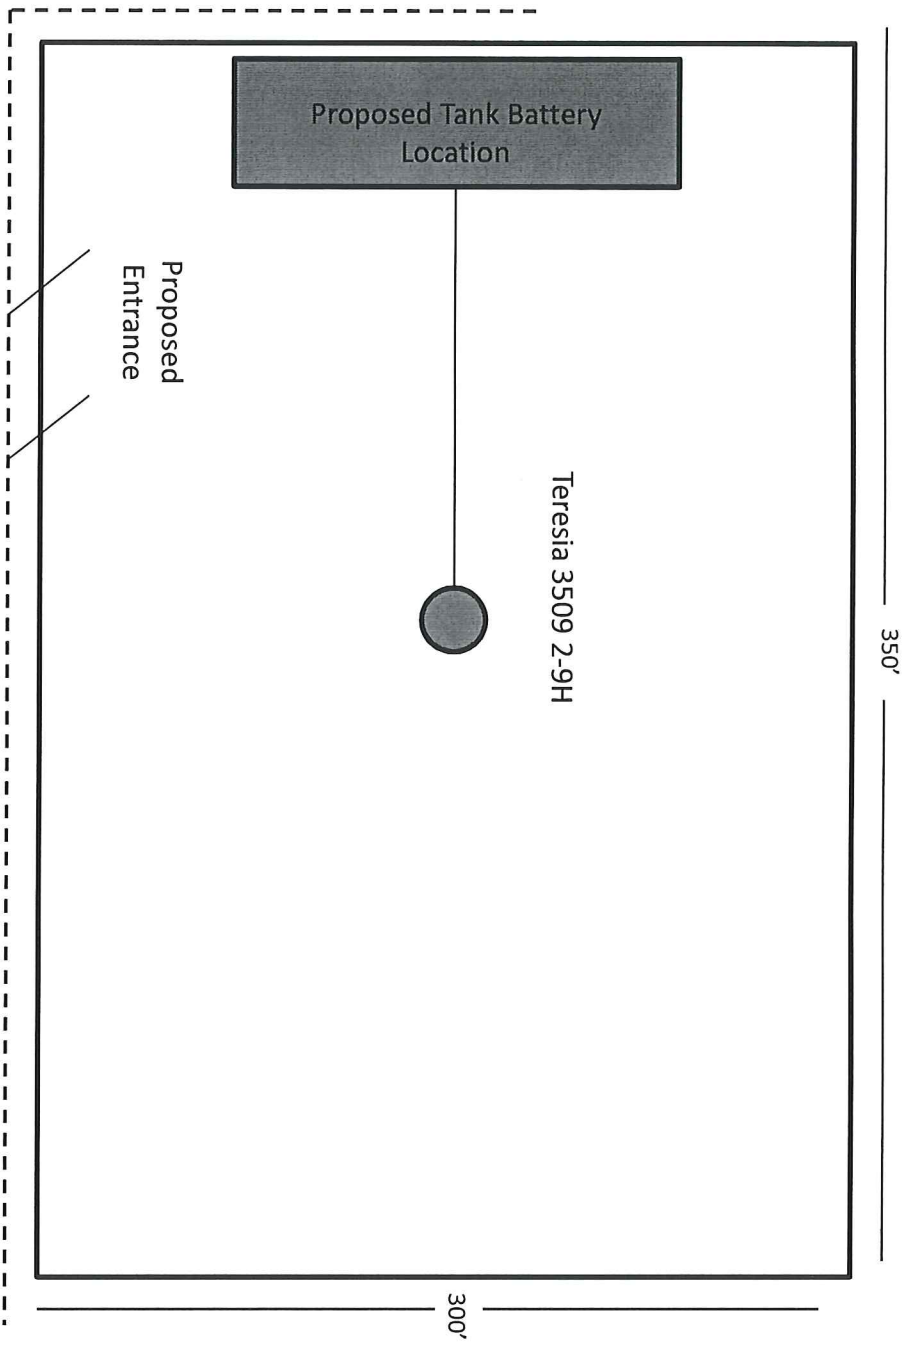 Proposed Tank Battery
Location
Proposed
Entrance
Teresia 3509 2-9H
350'
300'